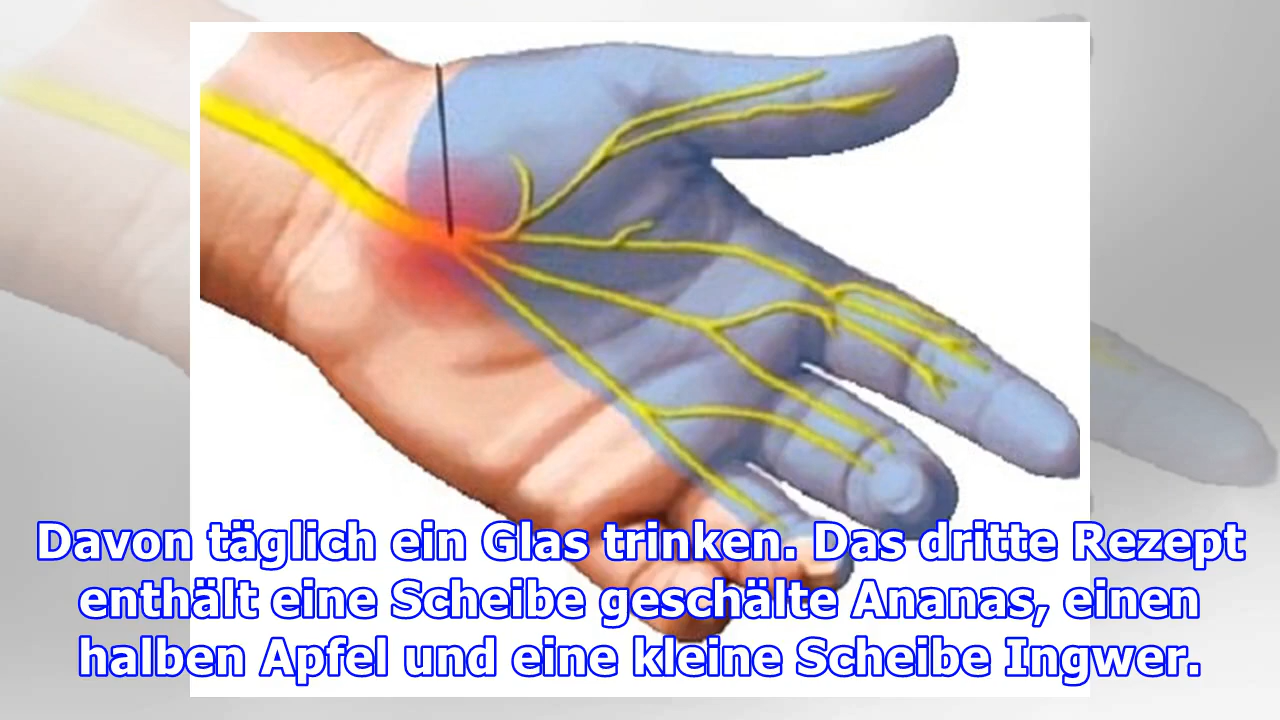 Davon täglich ein Glas trinken. Das dritte Rezept
enthält eine Scheibe geschälte Ananas, einen
halben Apfel und eine kleine Scheibe Ingwer.